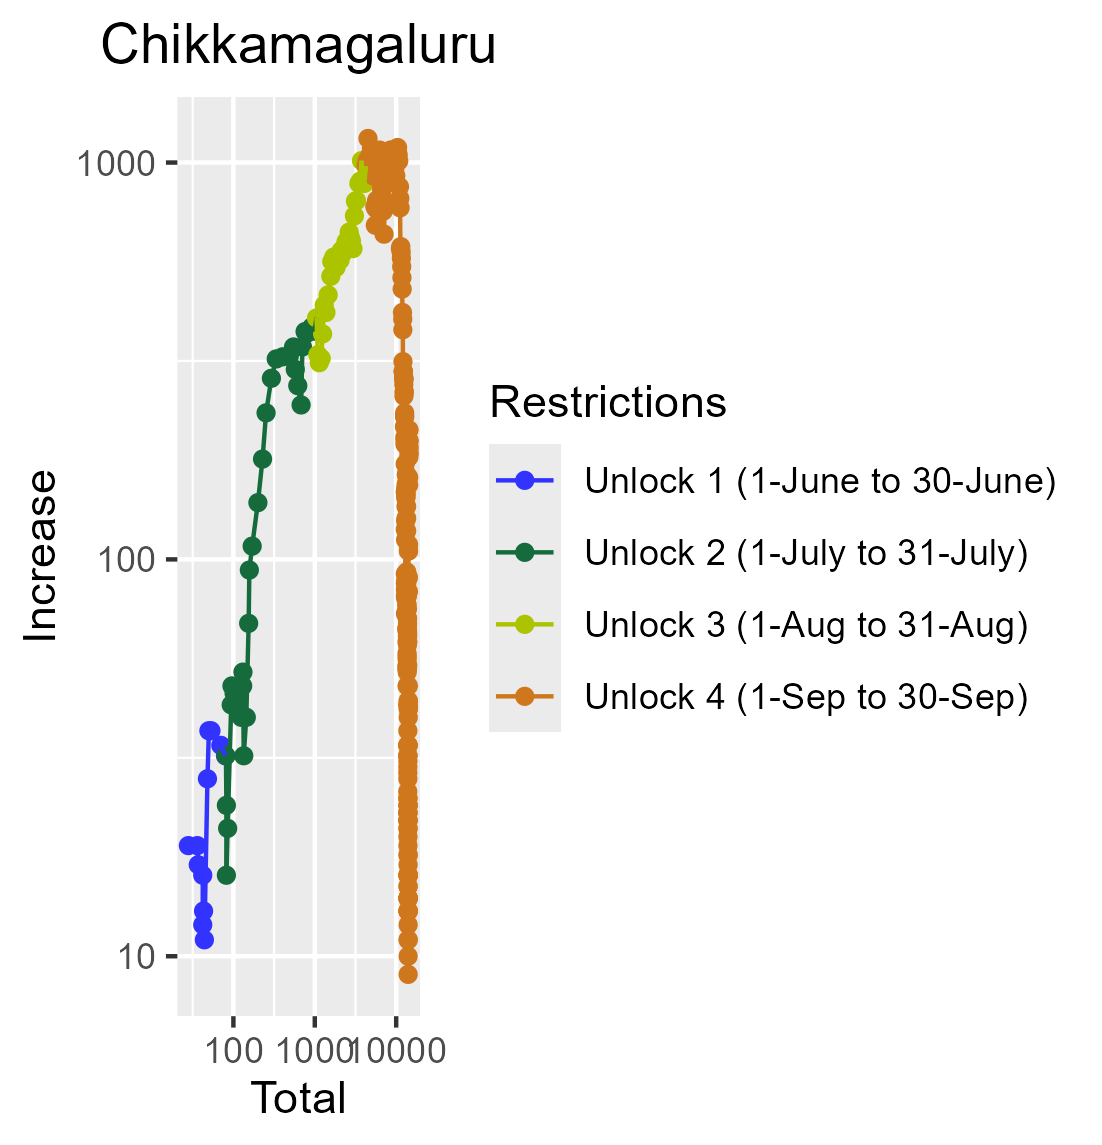 Chikkamagaluru
1000
100
10
Increase
100 1000 10000
Total
Restrictions
Unlock 1 (1-June to 30-June)
Unlock 2 (1-July to 31-July)
Unlock 3 (1-Aug to 31-Aug)
Unlock 4 (1-Sep to 30-Sep)